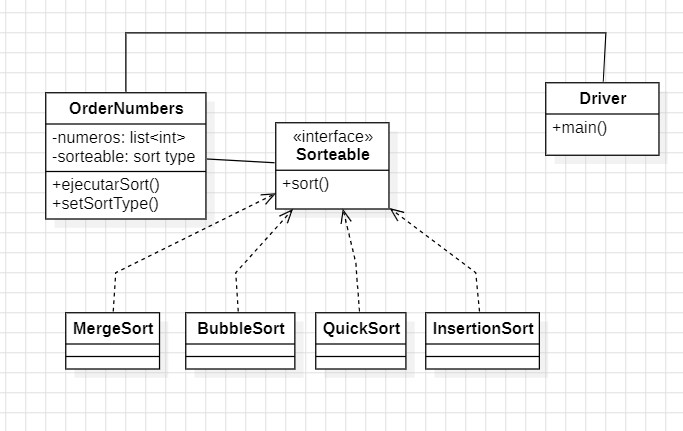 OrderNumbers
-numeros: list<int>
-sorteable: sort type
+ejecutarSort()
+setSortType()
«interface»
Sorteable
+sort()
Driver
+main()
MergeSort
BubbleSort
QuickSort
InsertionSort